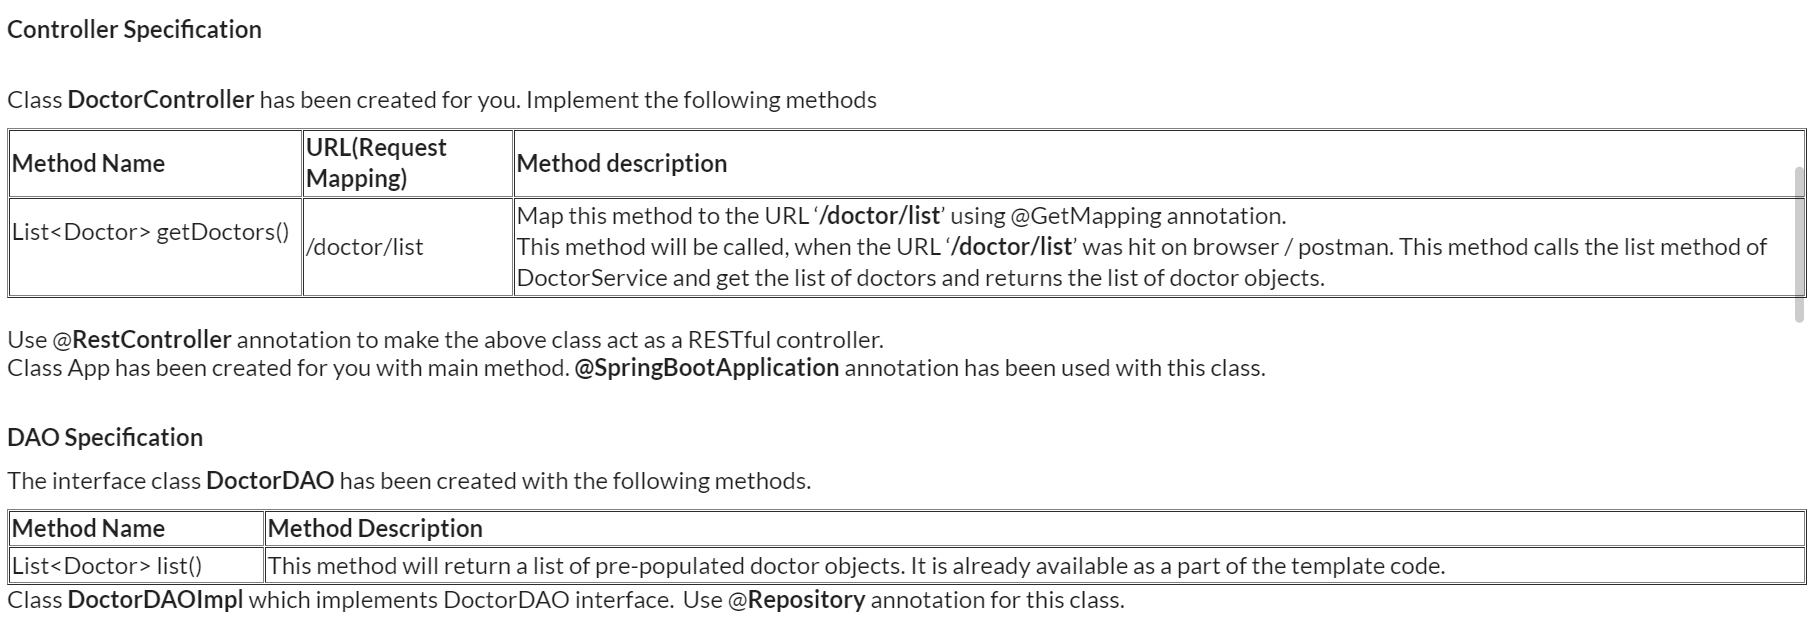 Controller Specification
Class DoctorController has been created for you. Implement the following methods
Method Name
URL(Request
Mapping)
Method description
List<Doctor> getDoctors()
/doctor/list
Map this method to the URL ‘/doctor/list’ using @GetMapping annotation.
This method will be called, when the URL ‘/doctor/list’ was hit on browser / postman. This method calls the list method of
DoctorService and get the list of doctors and returns the list of doctor objects.
Use @RestController annotation to make the above class act as a RESTful controller.
Class App has been created for you with main method. @SpringBootApplication annotation has been used with this class.
DAO Specification
The interface class DoctorDAO has been created with the following methods.
Method Name
Method Description
List<Doctor> list()
This method will return a list of pre-populated doctor objects. It is already available as a part of the template code.
Class DoctorDAOImpl which implements DoctorDAO interface.  Use @Repository annotation for this class.